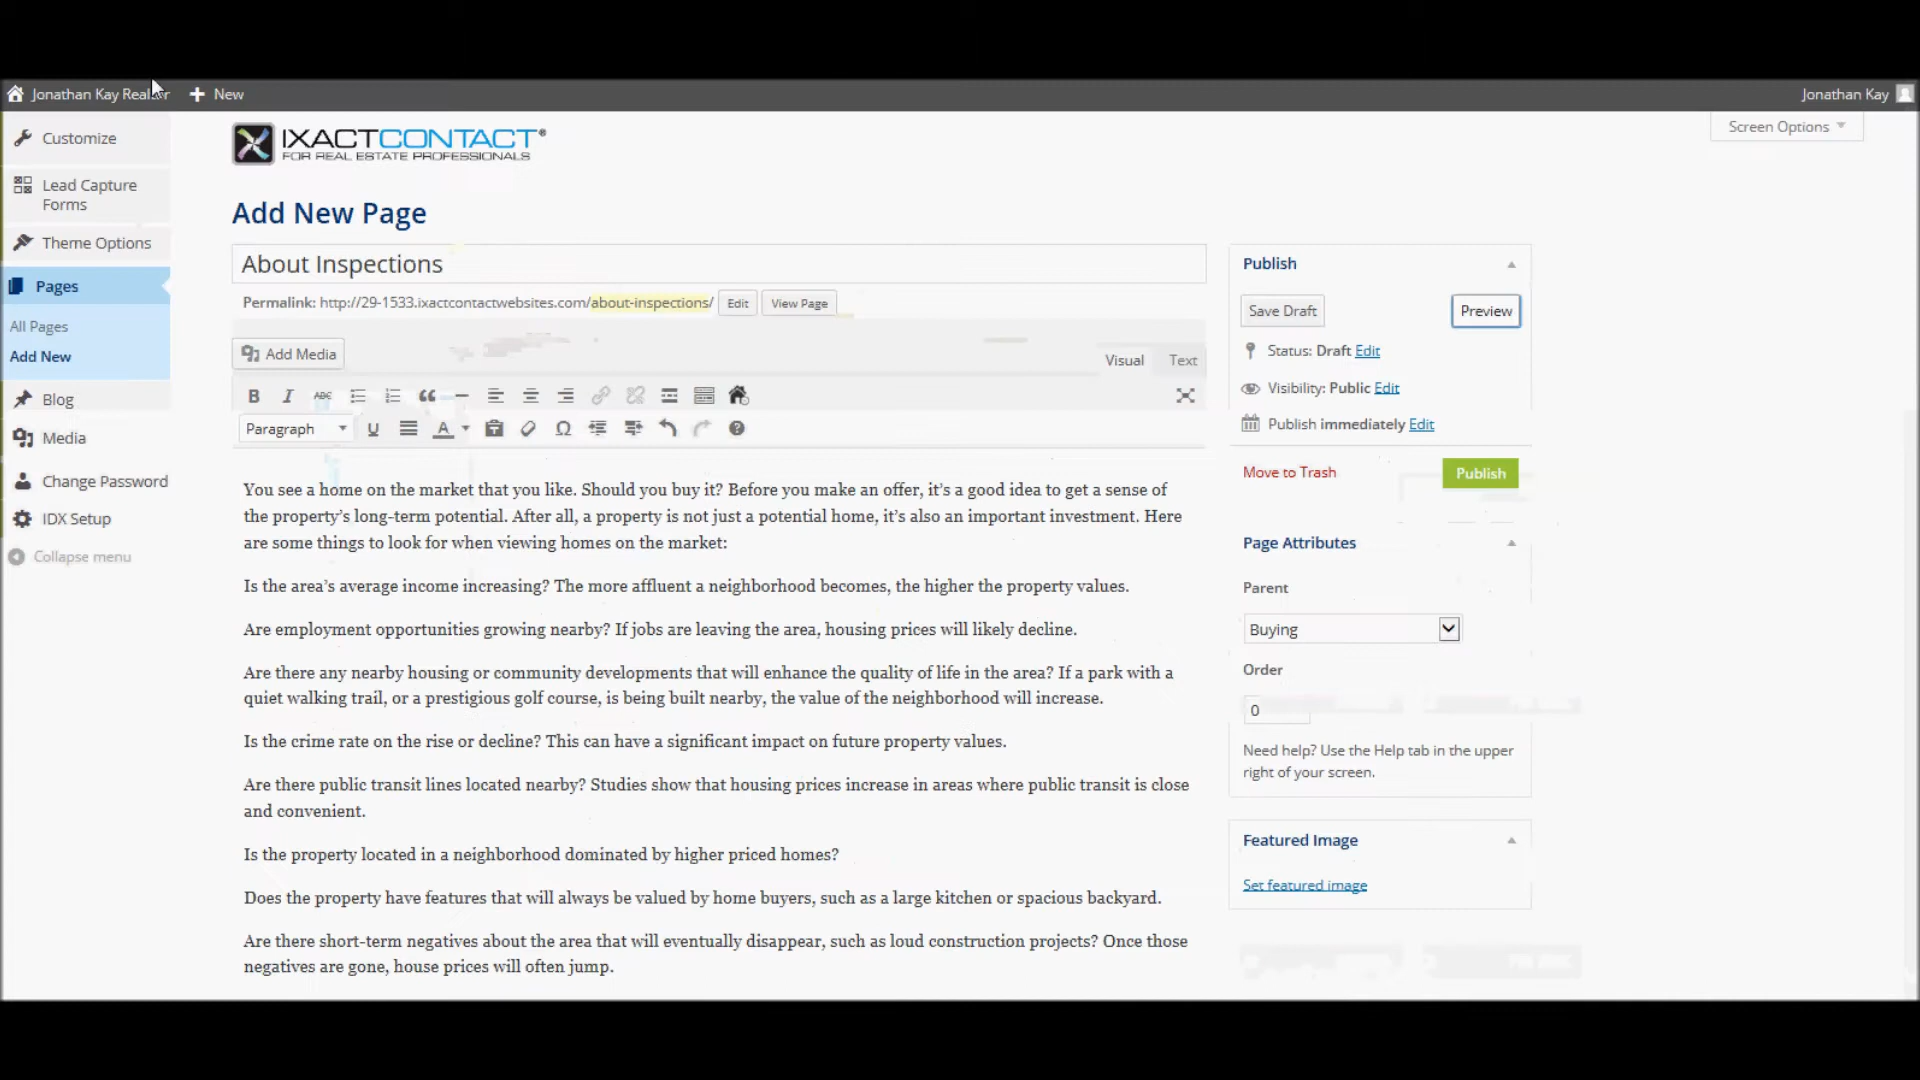 Jonathan Kay Realtor
New
Jonathan Kay
Customize
IXACTCONTACT®
FOR REAL ESTATE PROFESSIONALS
Screen Options
Lead Capture
Forms
Add New Page
Theme Options
About Inspections
Publish
Pages
Permalink: http://29-1533.ixactcontactwebsites.com/about-inspections/ Edit View Page
Save Draft
Preview
All Pages
Add New
Add Media
Visual
Text
Status: Draft Edit
Visibility: Public Edit
Blog
B I ABC
Paragraph
U
A
Ω
Publish immediately Edit
Media
Move to Trash
Publish
Change Password
IDX Setup
Collapse menu
You see a home on the market that you like. Should you buy it? Before you make an offer, it's a good idea to get a sense of
the property's long-term potential. After all, a property is not just a potential home, it's also an important investment. Here
are some things to look for when viewing homes on the market:
Is the area's average income increasing? The more affluent a neighborhood becomes, the higher the property values.
Are employment opportunities growing nearby? If jobs are leaving the area, housing prices will likely decline.
Are there any nearby housing or community developments that will enhance the quality of life in the area? If a park with a
quiet walking trail, or a prestigious golf course, is being built nearby, the value of the neighborhood will increase.
Is the crime rate on the rise or decline? This can have a significant impact on future property values.
Are there public transit lines located nearby? Studies show that housing prices increase in areas where public transit is close
and convenient.
Is the property located in a neighborhood dominated by higher priced homes?
Does the property have features that will always be valued by home buyers, such as a large kitchen or spacious backyard.
Are there short-term negatives about the area that will eventually disappear, such as loud construction projects? Once those
negatives are gone, house prices will often jump.
Page Attributes
Parent
Buying
Order
0
Need help? Use the Help tab in the upper
right of your screen.
Featured Image
Set featured image